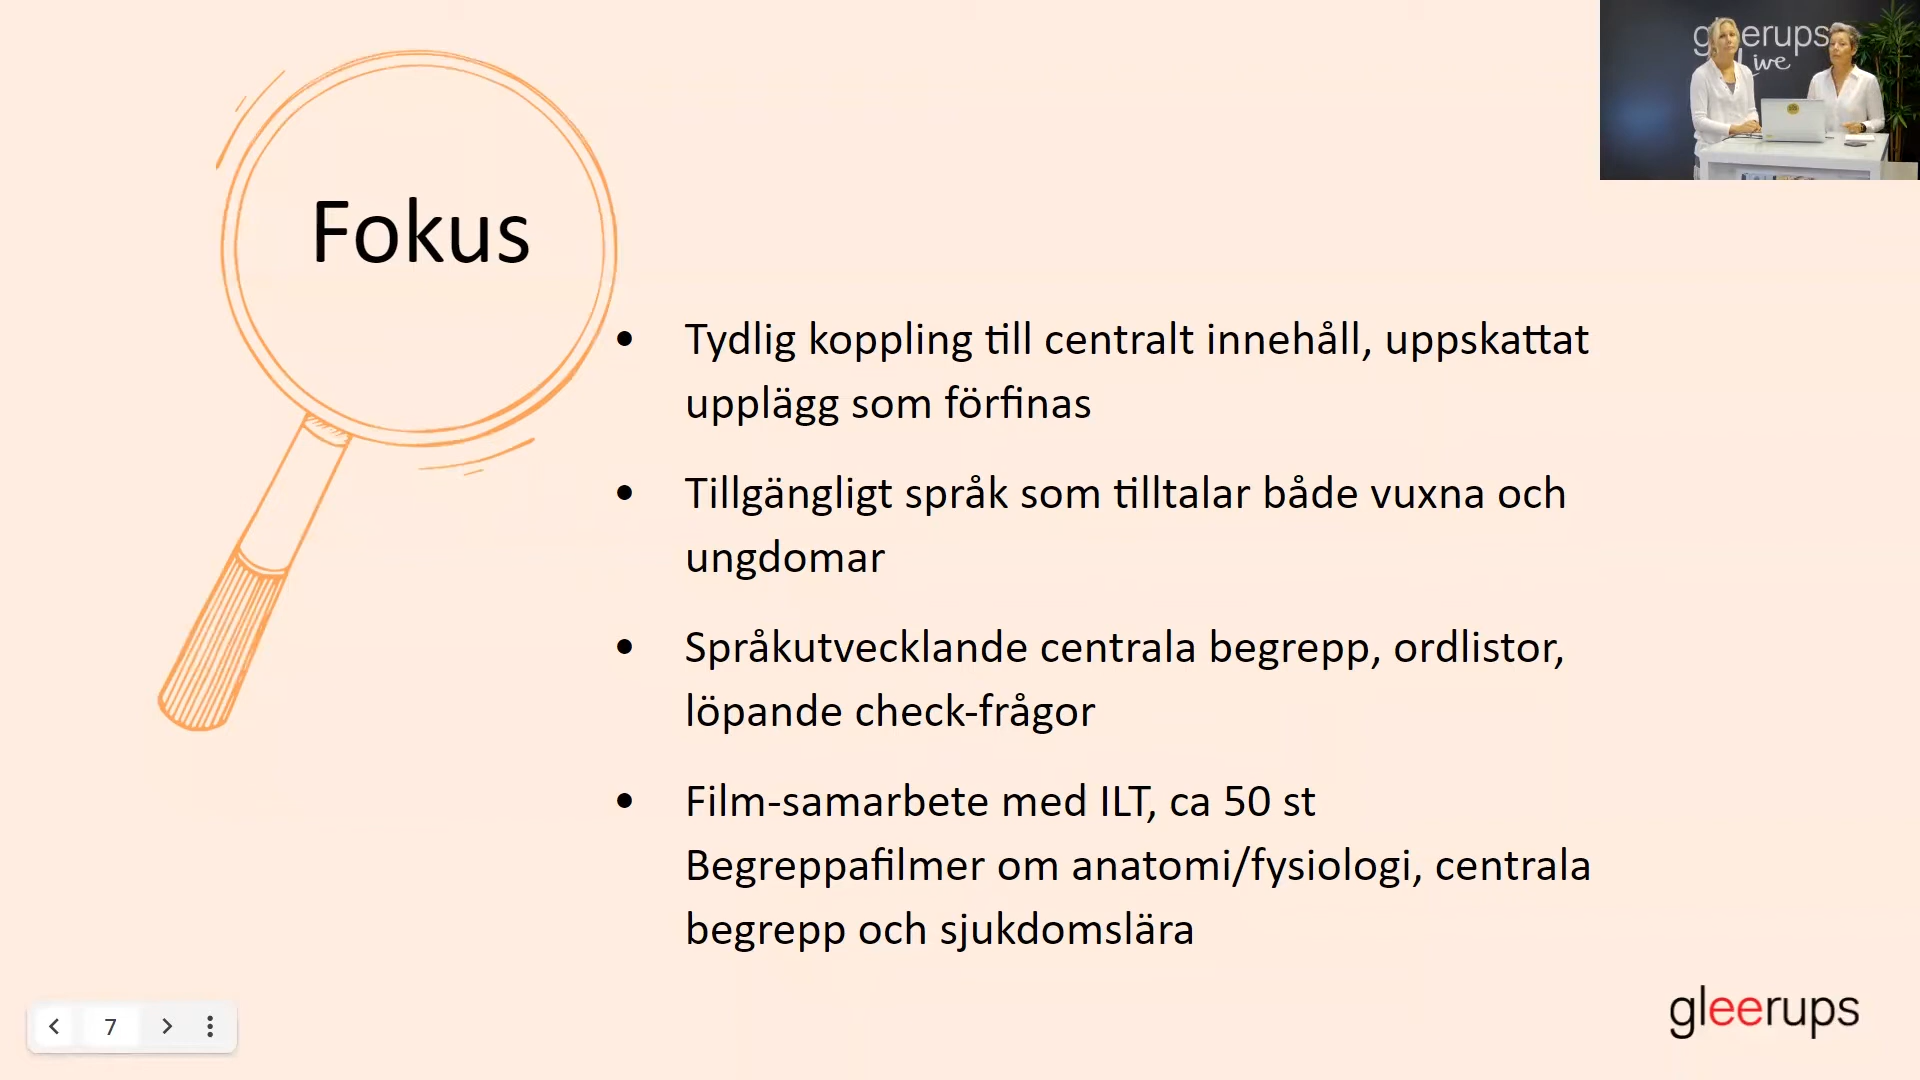 gleerups
Live
Fokus
• Tydlig koppling till centralt innehåll, uppskattat
upplägg som förfinas
• Tillgängligt språk som tilltalar både vuxna och
ungdomar
• Språkutvecklande centrala begrepp, ordlistor,
löpande check-frågor
• Film-samarbete med ILT, ca 50 st
Begreppafilmer om anatomi/fysiologi, centrala
begrepp och sjukdomslära
7
gleerups